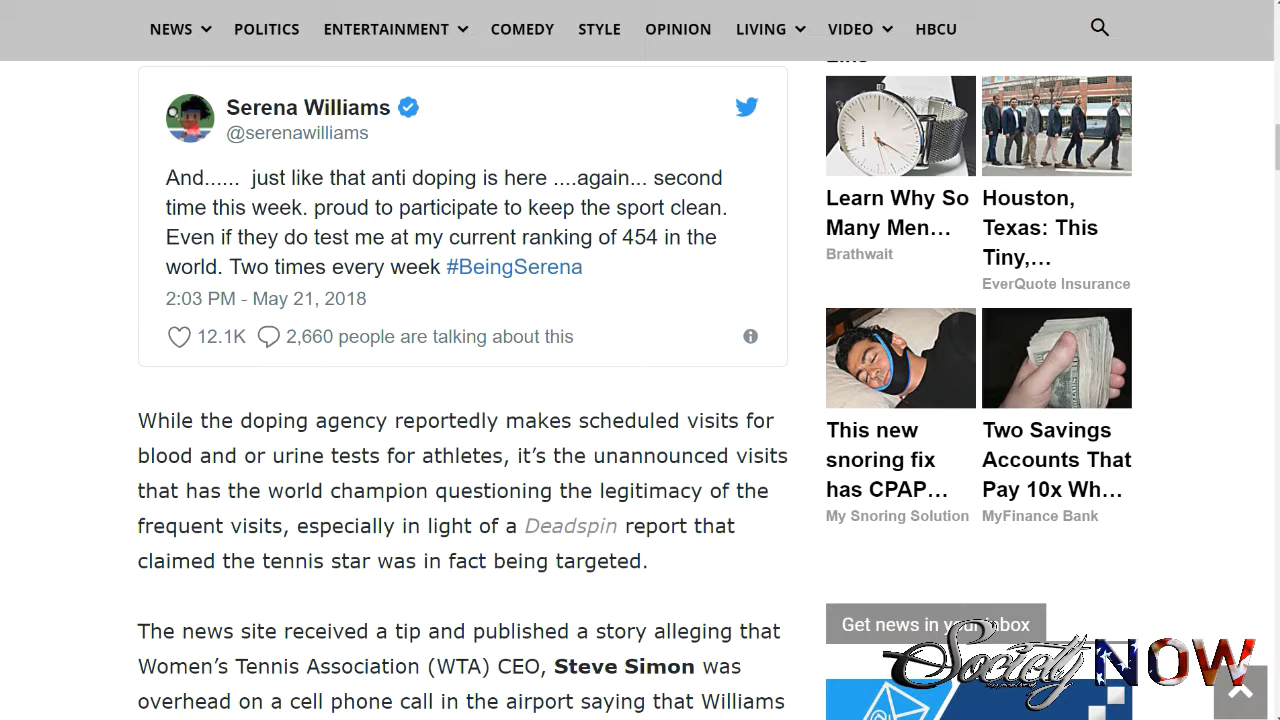 NEWS POLITICS ENTERTAINMENT COMEDY STYLE OPINION LIVING VIDEO HBCU
Serena Williams
@serenawilliams
And...... just like that anti doping is here ....again... second
time this week. proud to participate to keep the sport clean.
Even if they do test me at my current ranking of 454 in the
world. Two times every week #BeingSerena
2:03 PM - May 21, 2018
12.1K 2,660 people are talking about this
While the doping agency reportedly makes scheduled visits for
blood and or urine tests for athletes, it’s the unannounced visits
that has the world champion questioning the legitimacy of the
frequent visits, especially in light of a Deadspin report that
claimed the tennis star was in fact being targeted.
The news site received a tip and published a story alleging that
Women’s Tennis Association (WTA) CEO, Steve Simon was
overhead on a cell phone call in the airport saying that Williams
Learn Why So
Many Men...
Brathwait
Houston,
Texas: This
Tiny,...
EverQuote Insurance
This new
snoring fix
has CPAP...
My Snoring Solution
Two Savings
Accounts That
Pay 10x Wh...
MyFinance Bank
Get news in your inbox
Society NOW